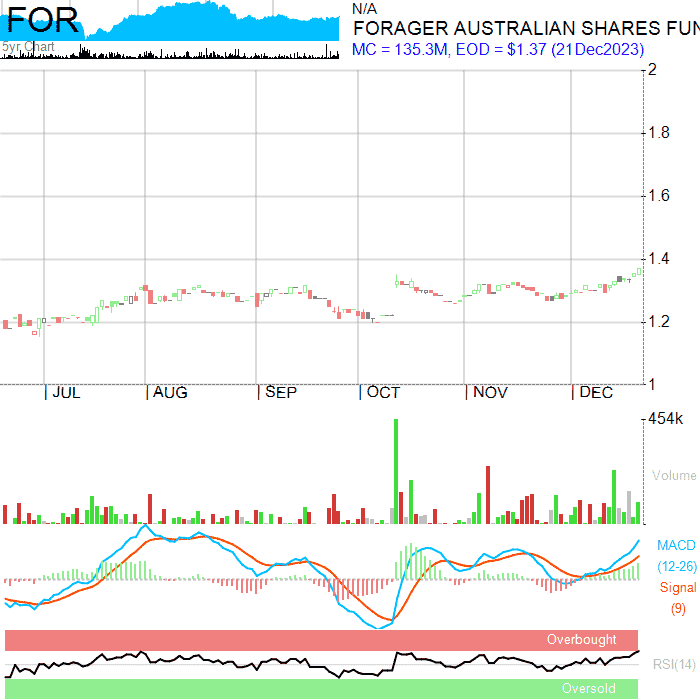 FOR
5yr Chart
N/A
FORAGER AUSTRALIAN SHARES FUN
MC = 135.3M, EOD = $1.37 (21Dec2023)
2
1.8
1.6
1.4
1.2
1
JUL AUG SEP OCT NOV DEC
454k
Volume
MACD
(12-26)
Signal
(9)
Overbought
RSI(14)
Oversold